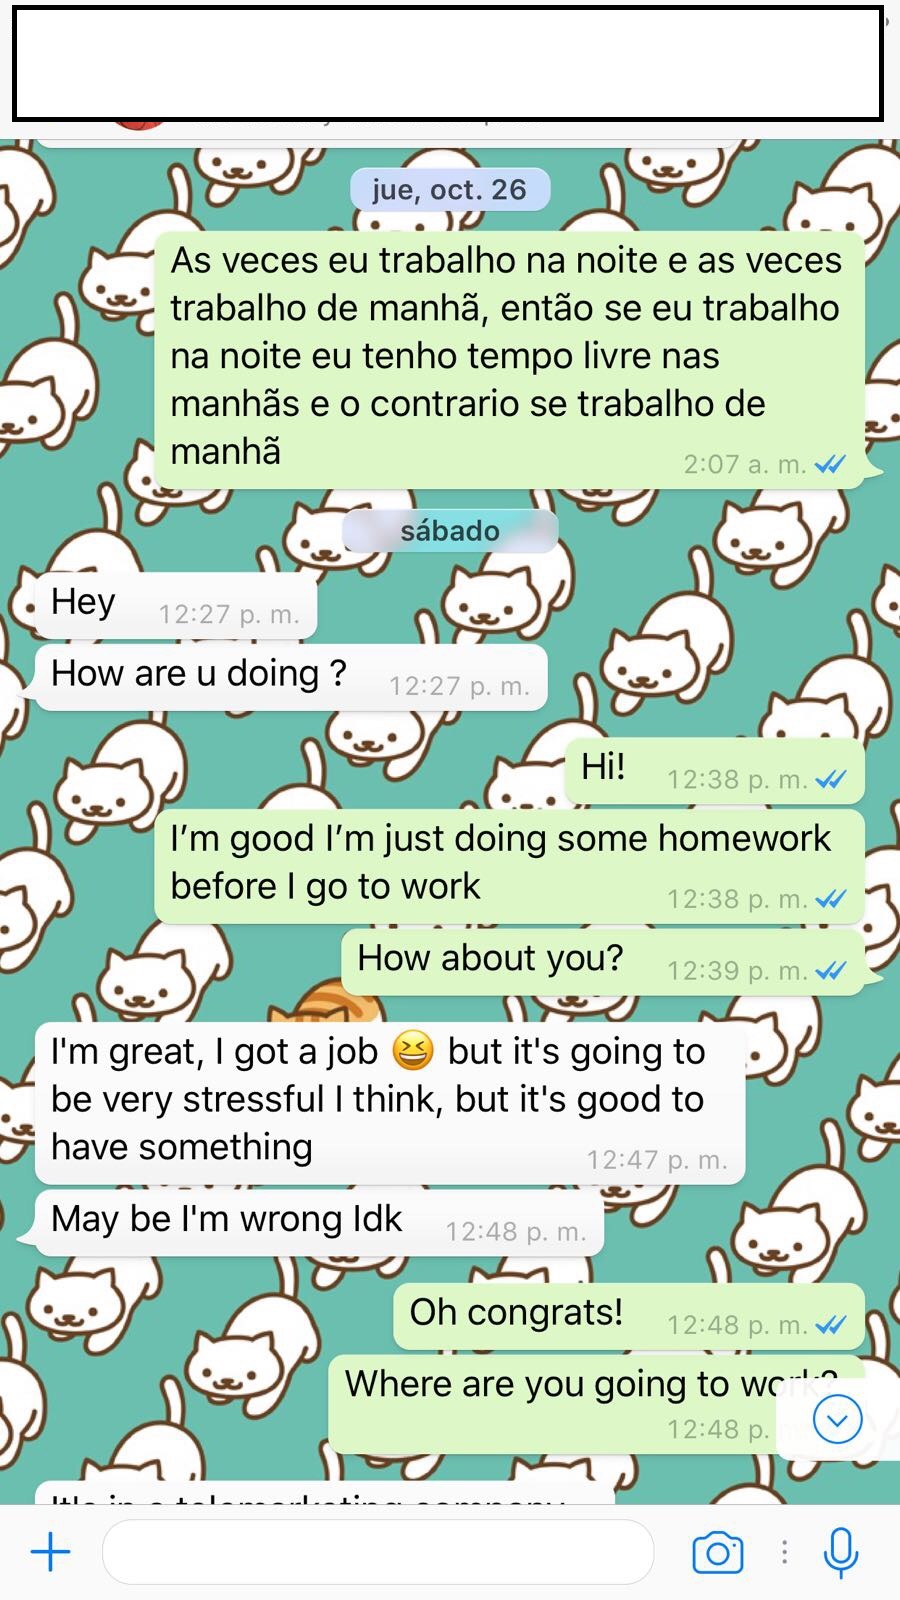 jue, oct. 26
As veces eu trabalho na noite e as veces
trabalho de manhã, então se eu trabalho
na noite eu tenho tempo livre nas
manhãs e o contrario se trabalho de
manhã
2:07 a. m.
sábado
Hey 12:27 p. m.
How are u doing ? 12:27 p. m.
Hi! 12:38 p. m.
I’m good I’m just doing some homework
before I go to work 12:38 p. m.
How about you? 12:39 p. m.
I'm great, I got a job 😆 but it's going to
be very stressful I think, but it's good to
have something
12:47 p. m.
May be I'm wrong Idk 12:48 p. m.
Oh congrats! 12:48 p. m.
Where are you going to work?
12:48 p.
It's in a telemarketing company